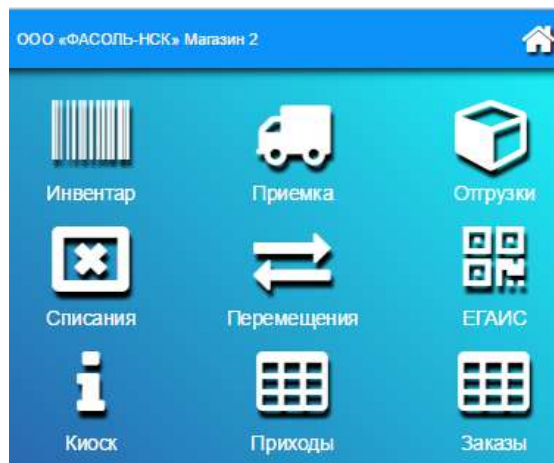 ООО «ФАСОЛЬ-НСК» Магазин 2
Инвентар Приемка Отгрузки
Списания Перемещения ЕГАИС
Киоск Приходы Заказы